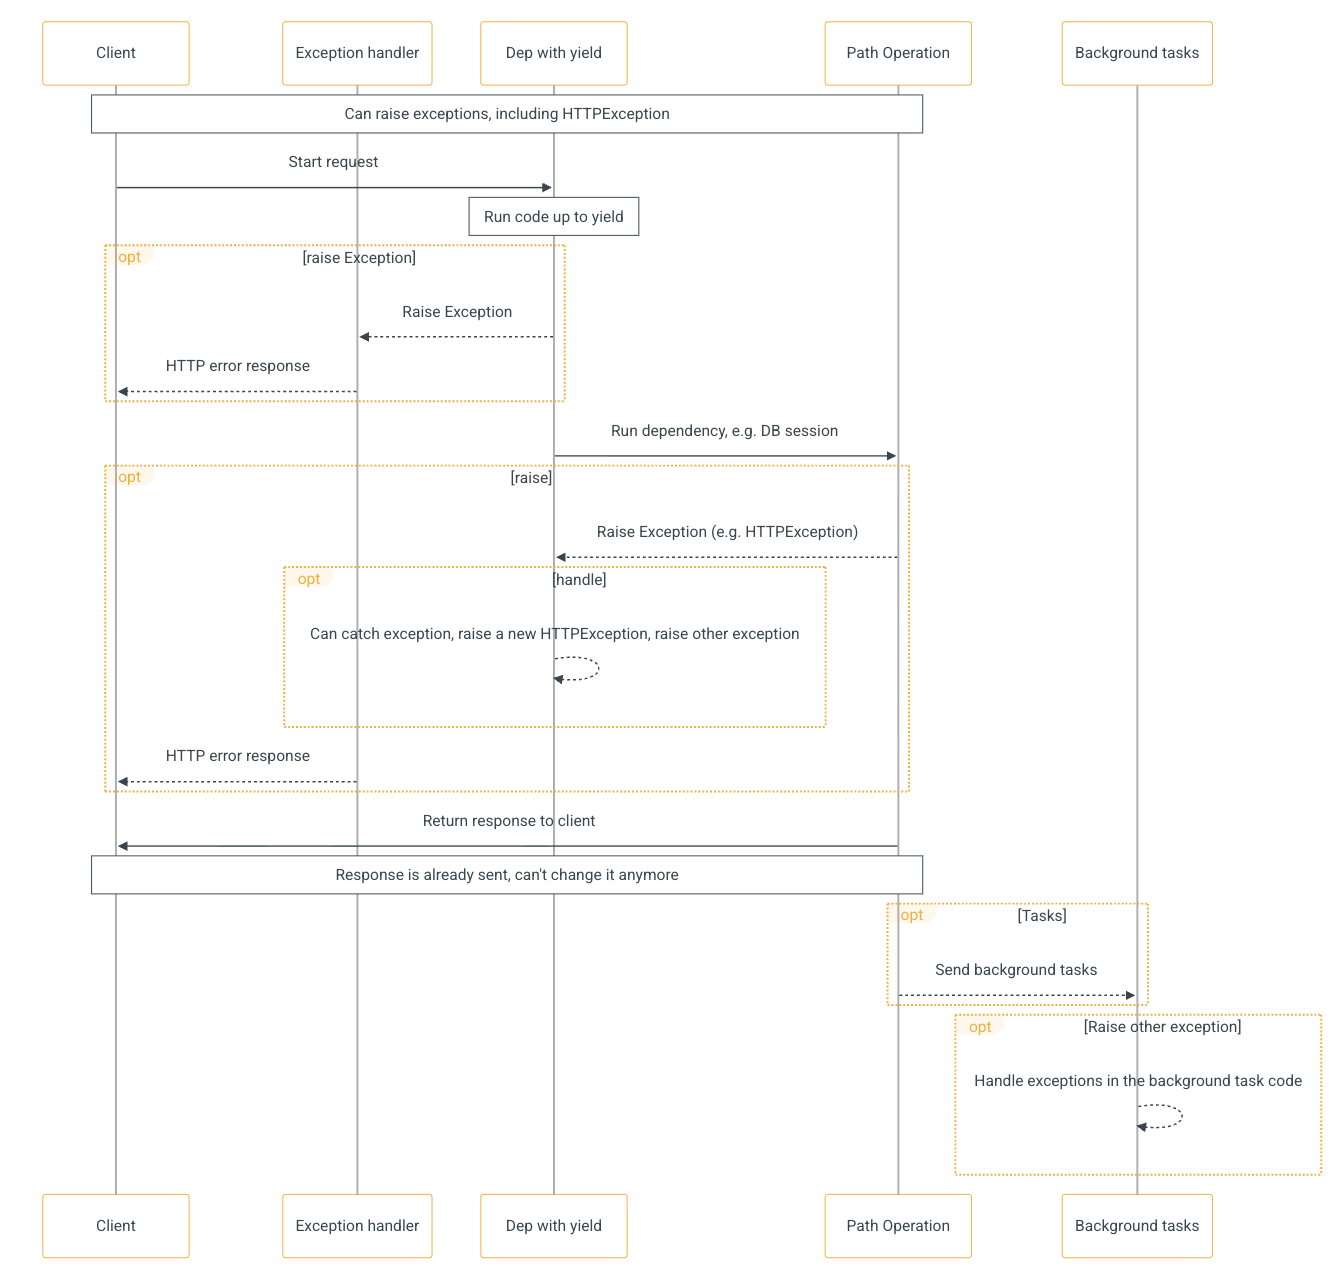 Client
Exception handler
Dep with yield
Path Operation
Background tasks
Can raise exceptions, including HTTPException
Start request
Run code up to yield
opt
[raise Exception]
Raise Exception
HTTP error response
Run dependency, e.g. DB session
opt
[raise]
Raise Exception (e.g. HTTPException)
opt
[handle]
Can catch exception, raise a new HTTPException, raise other exception
HTTP error response
Return response to client
Response is already sent, can't change it anymore
opt
[Tasks]
Send background tasks
opt
[Raise other exception]
Handle exceptions in the background task code
Client
Exception handler
Dep with yield
Path Operation
Background tasks